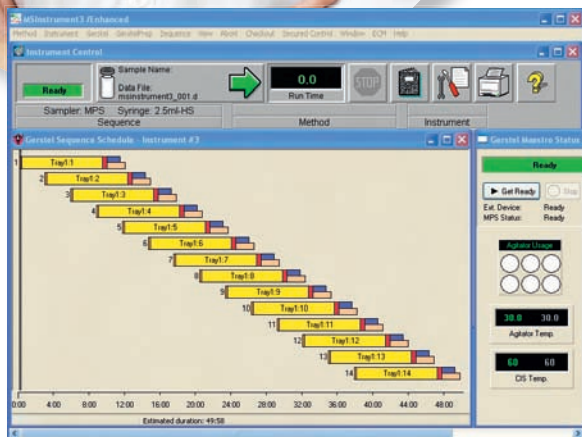 MSInstrument3 /Enhanced
Method Instrument Gerstel GerstelPrep Sequence View Abort Checkout Secured Control Window ECM Help
Instrument Control
Ready
Sample Name:
Data File:
msinstrument3_001.d
0.0
Run Time
STOP
Sampler: MPS Syringe: 2.5ml-HS
Sequence
Method
Instrument
Gerstel Sequence Schedule - Instrument #3
1 Tray1:1
2 Tray1:2
3 Tray1:3
4 Tray1:4
5 Tray1:5
6 Tray1:6
7 Tray1:7
8 Tray1:8
9 Tray1:9
10 Tray1:10
11 Tray1:11
12 Tray1:12
13 Tray1:13
14 Tray1:14
0:00 4:00 8:00 12:00 16:00 20:00 24:00 28:00 32:00 36:00 40:00 44:00 48:00
Estimated duration: 49:58
Gerstel Maestro Status
Ready
Get Ready Stop
Ext. Device: Ready
MPS Status: Ready
Agitator Usage
30.0 30.0
Agitator Temp.
60 60
CIS Temp.